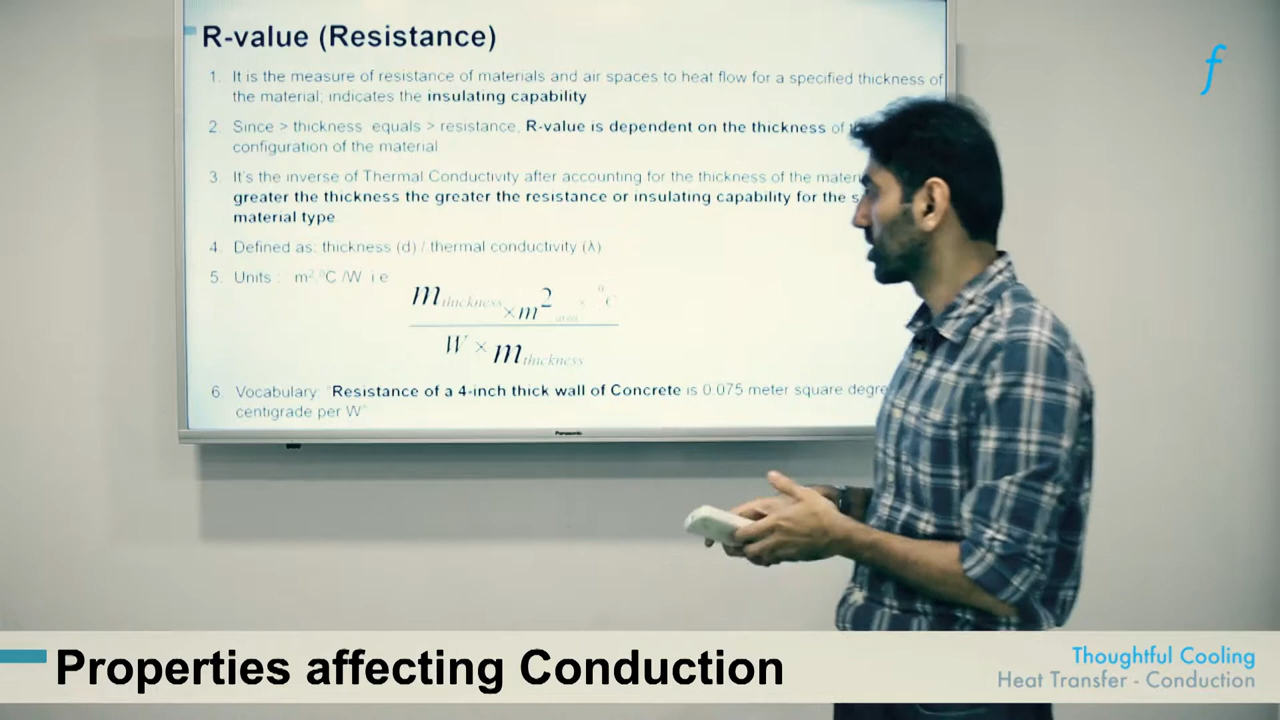 R-value (Resistance)
1. It is the measure of resistance of materials and air spaces to heat flow for a specified thickness of
the material; indicates the insulating capability
2. Since > thickness equals > resistance, R-value is dependent on the thickness of
configuration of the material
3. It's the inverse of Thermal Conductivity after accounting for the thickness of the
greater the thickness the greater the resistance or insulating capability for the
material type
4. Defined as: thickness (d) / thermal conductivity (λ)
5. Units : m².⁰C /W i e
m thickness × m² area × ⁰C
W × m thickness
6. Vocabulary: "Resistance of a 4-inch thick wall of Concrete is 0.075 meter square degree
centigrade per W"
Panasonic
f
Properties affecting Conduction
Thoughtful Cooling
Heat Transfer - Conduction